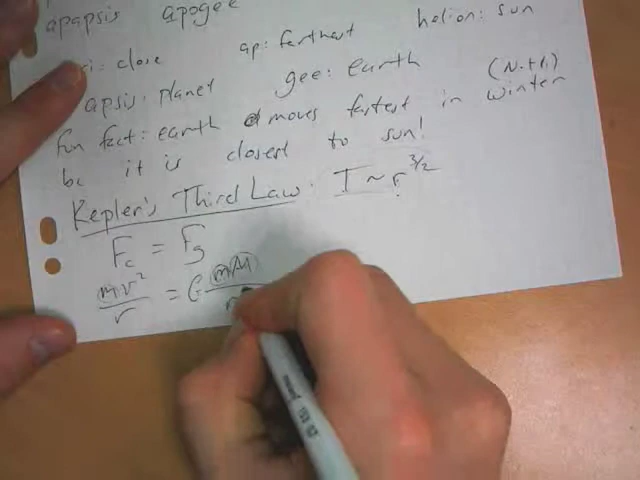 apapsis apogee
ap: farthest helion: sun
ri: close
apsis: planet gee: earth
fun fact: earth moves fastest in (N.H.) winter
bc it is closest to sun!
Kepler's Third Law: T ~ r^3/2
Fc = Fg
mv²/r = G mM/r